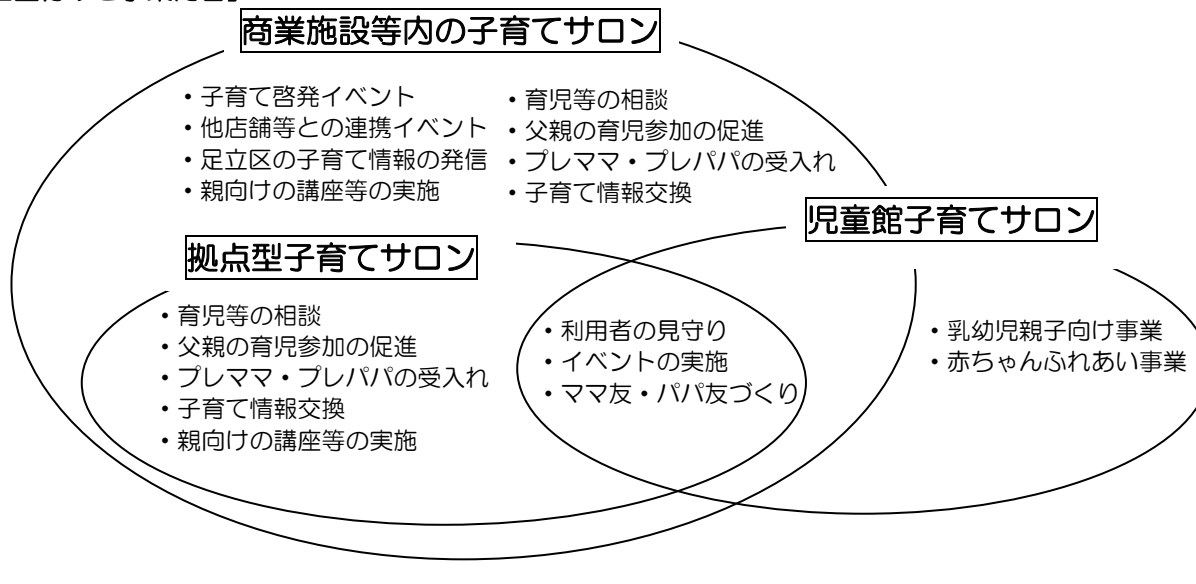 商業施設等内の子育てサロン
・子育て啓発イベント
・他店舗等との連携イベント
・足立区の子育て情報の発信
・親向けの講座等の実施
・育児等の相談
・父親の育児参加の促進
・プレママ・プレパパの受入れ
・子育て情報交換
児童館子育てサロン
拠点型子育てサロン
・育児等の相談
・父親の育児参加の促進
・プレママ・プレパパの受入れ
・子育て情報交換
・親向けの講座等の実施
・利用者の見守り
・イベントの実施
・ママ友・パパ友づくり
・乳幼児親子向け事業
・赤ちゃんふれあい事業